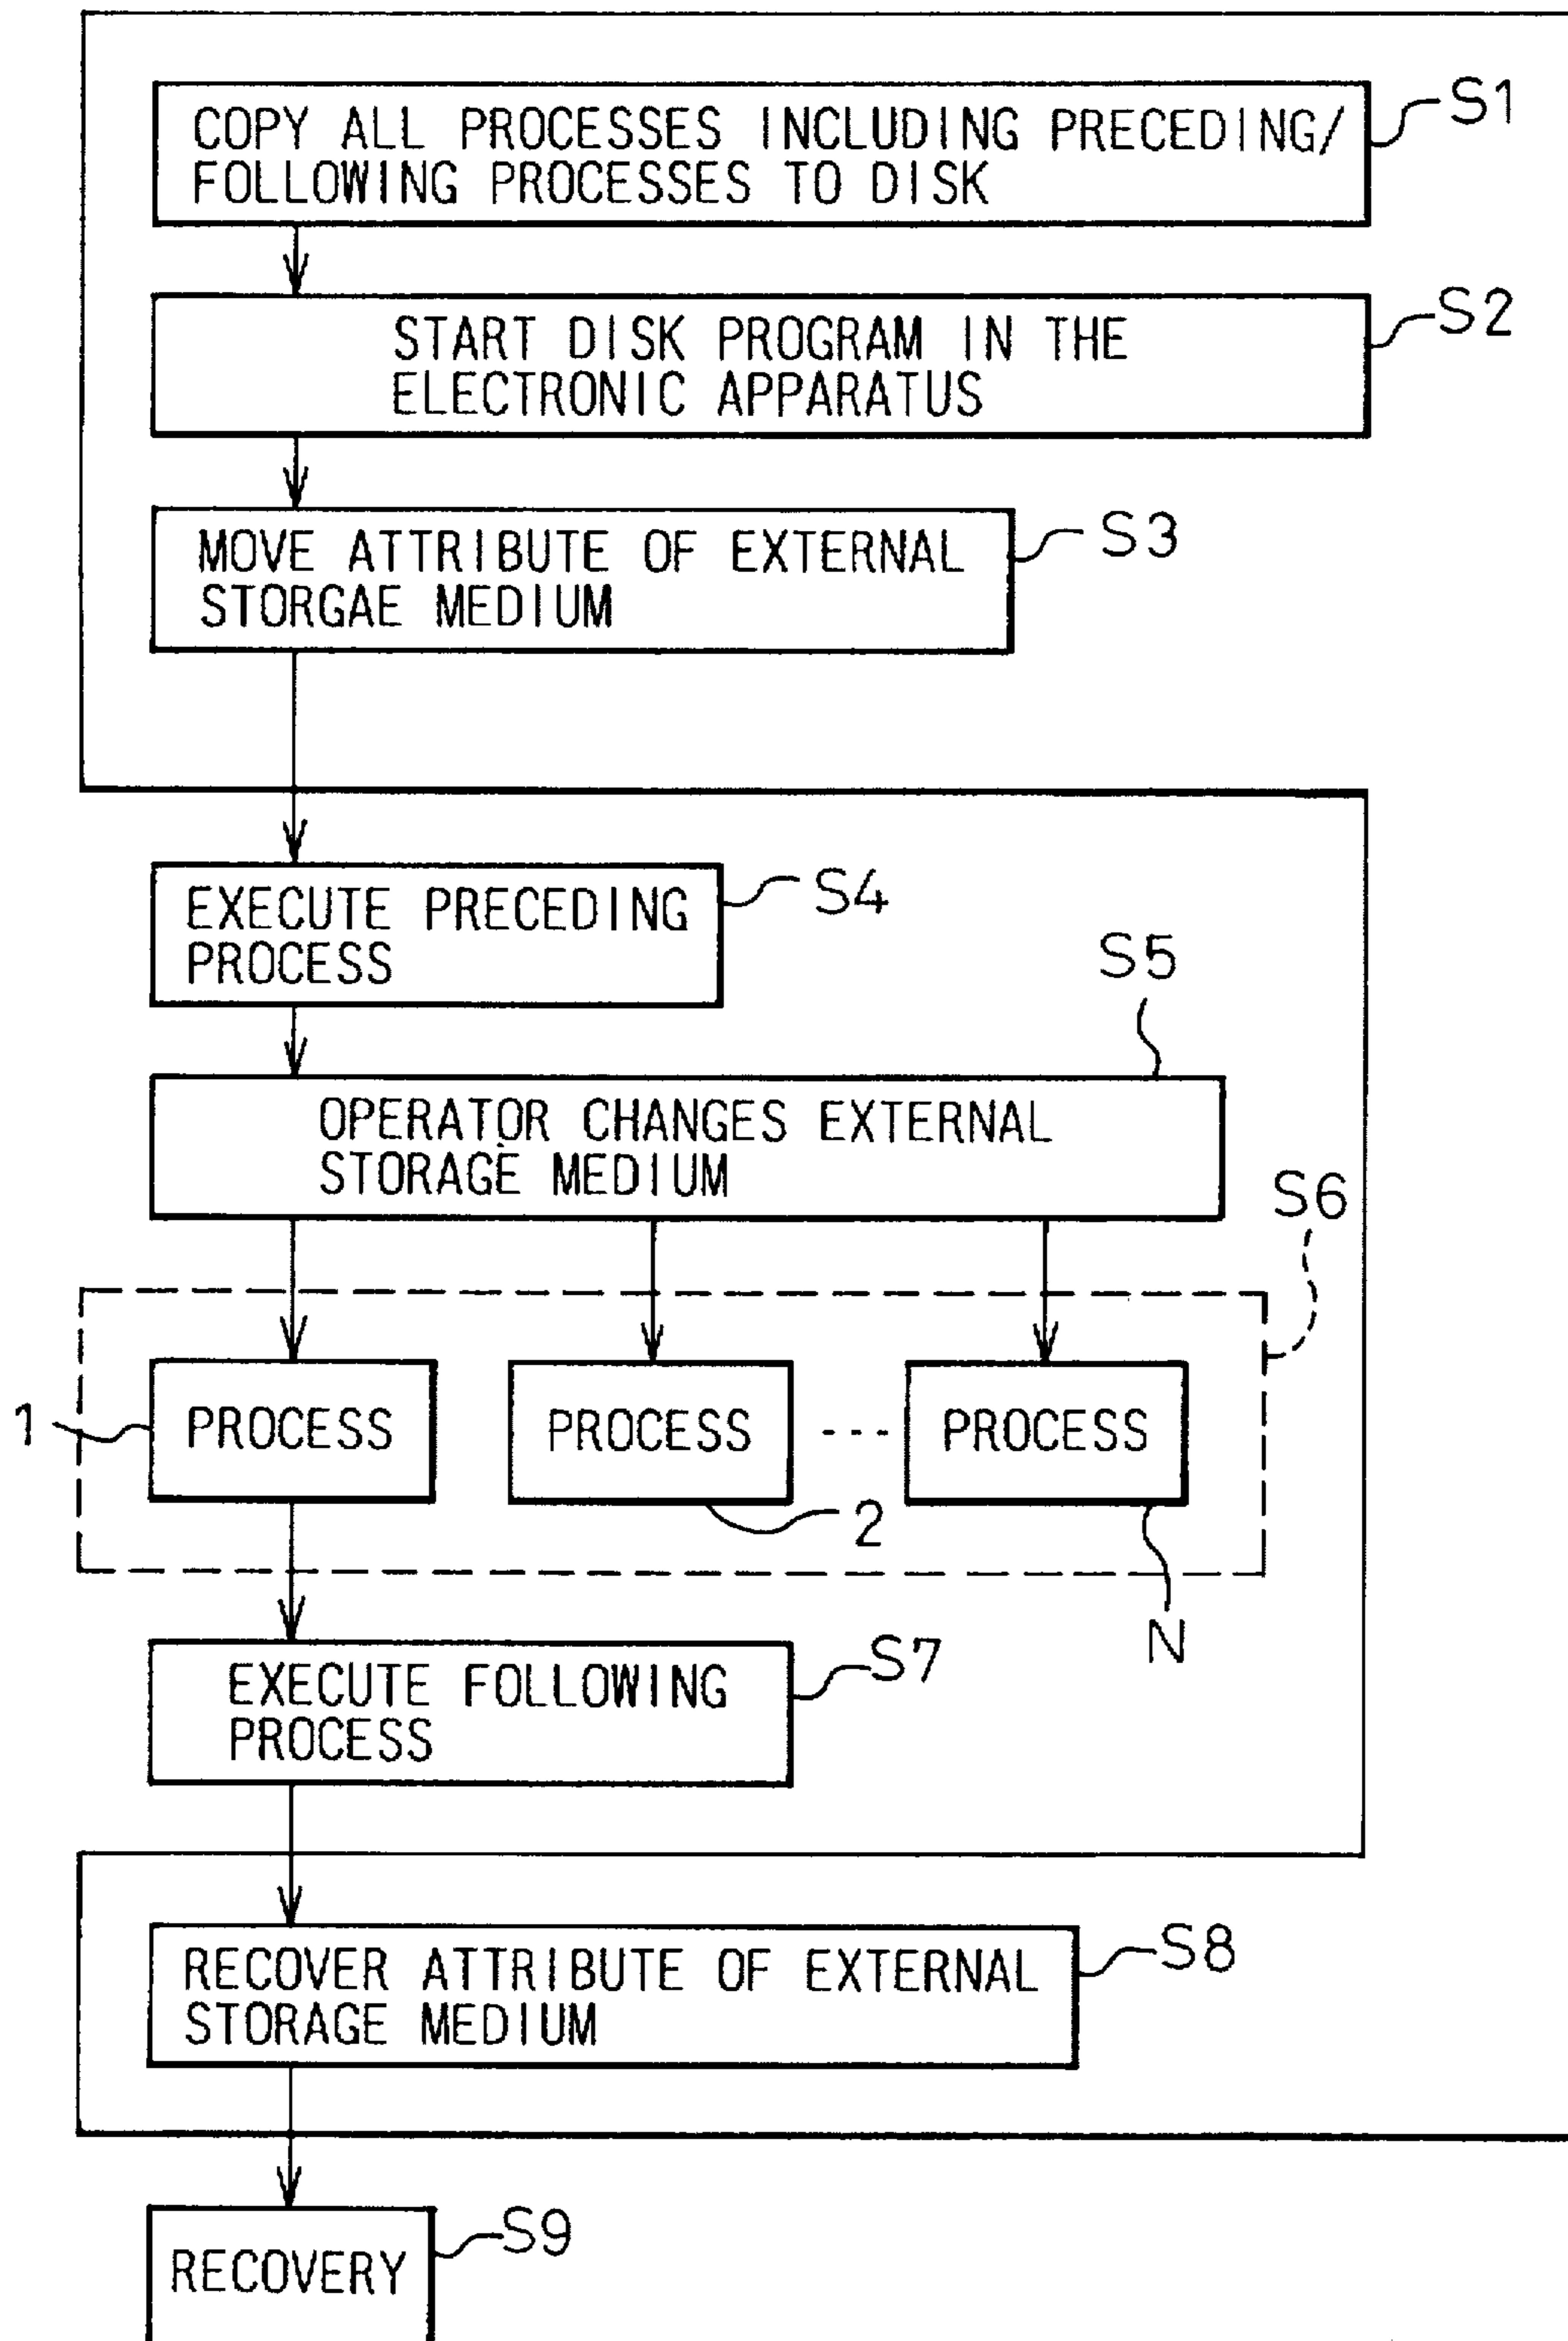 COPY ALL PROCESSES INCLUDING PRECEDING/
FOLLOWING PROCESSES TO DISK
S1
START DISK PROGRAM IN THE
ELECTRONIC APPARATUS
S2
MOVE ATTRIBUTE OF EXTERNAL
STORGAE MEDIUM
S3
EXECUTE PRECEDING
PROCESS
S4
S5
OPERATOR CHANGES EXTERNAL
STORAGE MEDIUM
S6
1
PROCESS
PROCESS
2
---
PROCESS
N
EXECUTE FOLLOWING
PROCESS
S7
RECOVER ATTRIBUTE OF EXTERNAL
STORAGE MEDIUM
S8
RECOVERY
S9